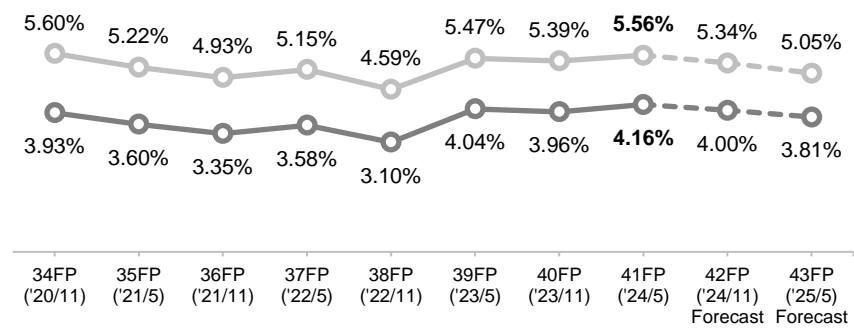 5.60% 5.22% 4.93% 5.15% 4.59% 5.47% 5.39% 5.56% 5.34% 5.05%
3.93% 3.60% 3.35% 3.58% 3.10% 4.04% 3.96% 4.16% 4.00% 3.81%
34FP 35FP 36FP 37FP 38FP 39FP 40FP 41FP 42FP 43FP
('20/11) ('21/5) ('21/11) ('22/5) ('22/11) ('23/5) ('23/11) ('24/5) ('24/11) ('25/5)
Forecast Forecast